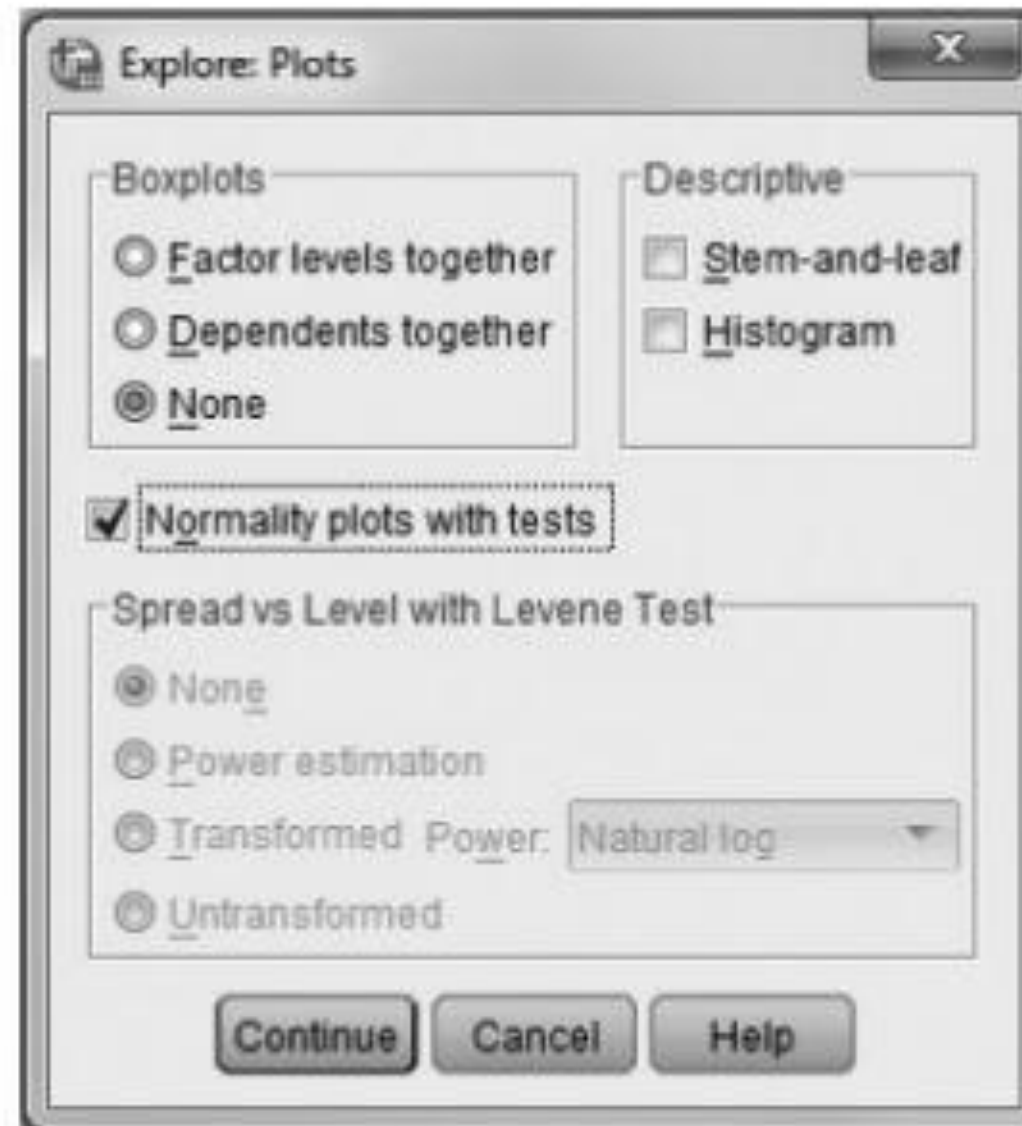 Explore: Plots
Boxplots
Factor levels together
Dependents together
None
Descriptive
Stem-and-leaf
Histogram
Normality plots with tests
Spread vs Level with Levene Test
None
Power estimation
Transformed Power: Natural log
Untransformed
Continue Cancel Help